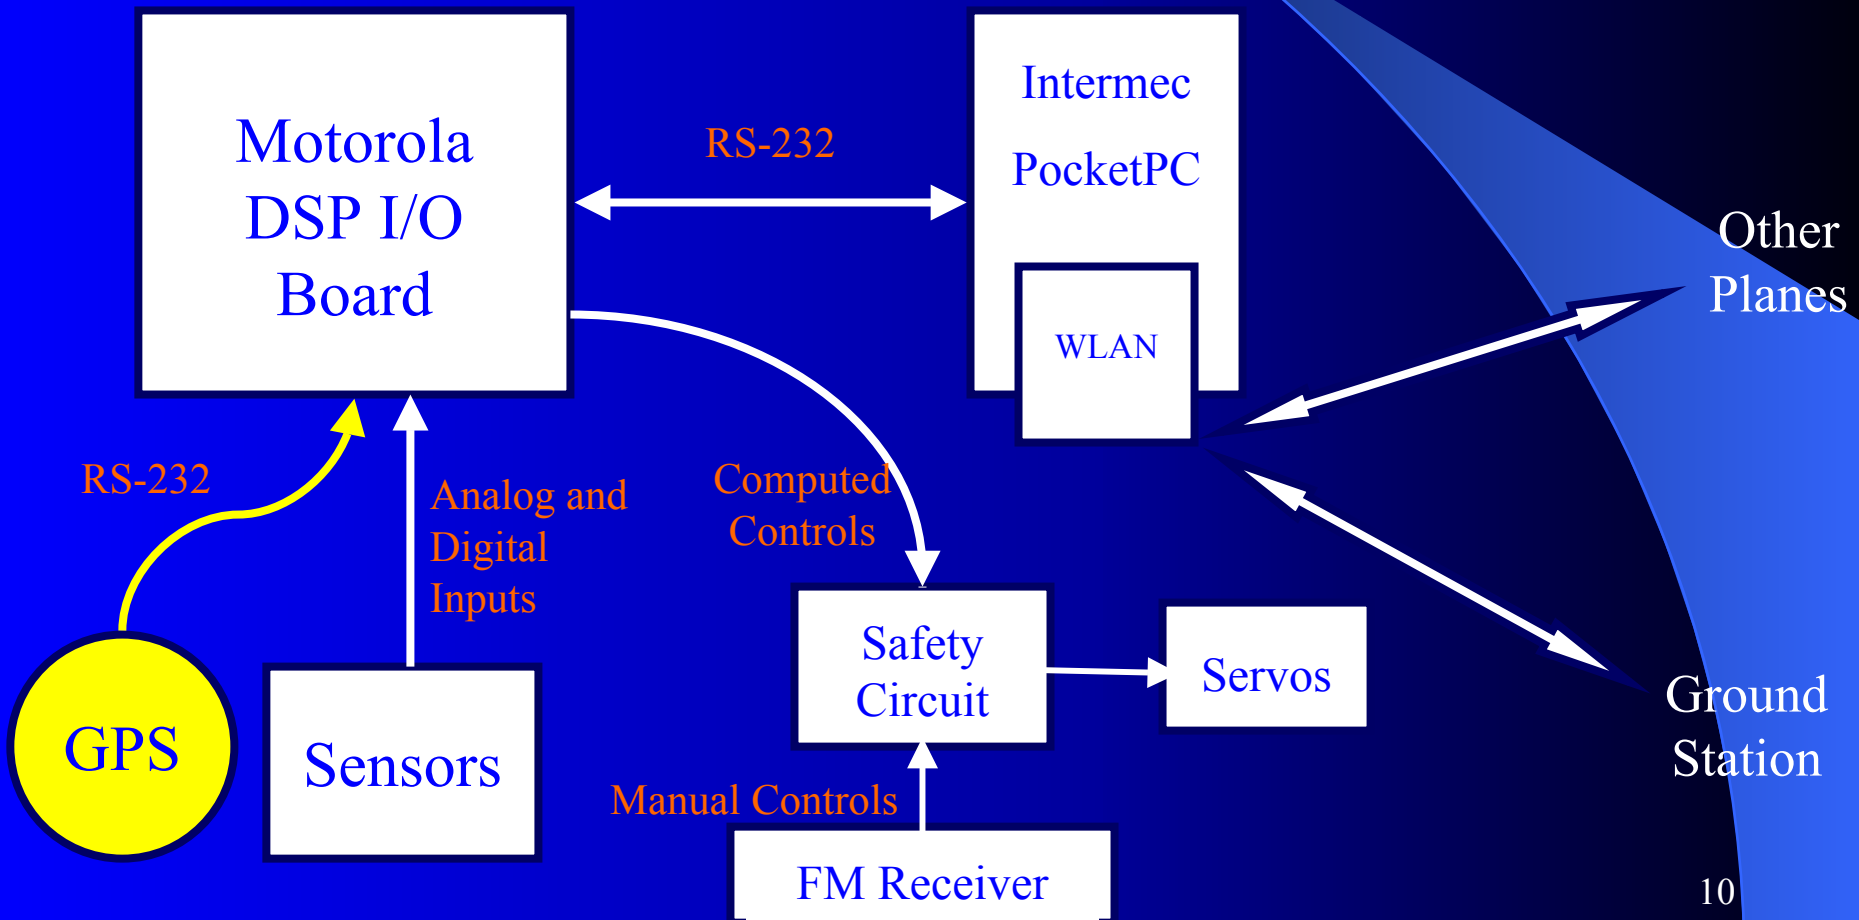 Motorola
DSP I/O
Board
RS-232
Intermec
PocketPC
WLAN
Other
Planes
RS-232
Analog and
Digital
Inputs
Computed
Controls
Safety
Circuit
Servos
Ground
Station
GPS
Sensors
Manual Controls
FM Receiver
10